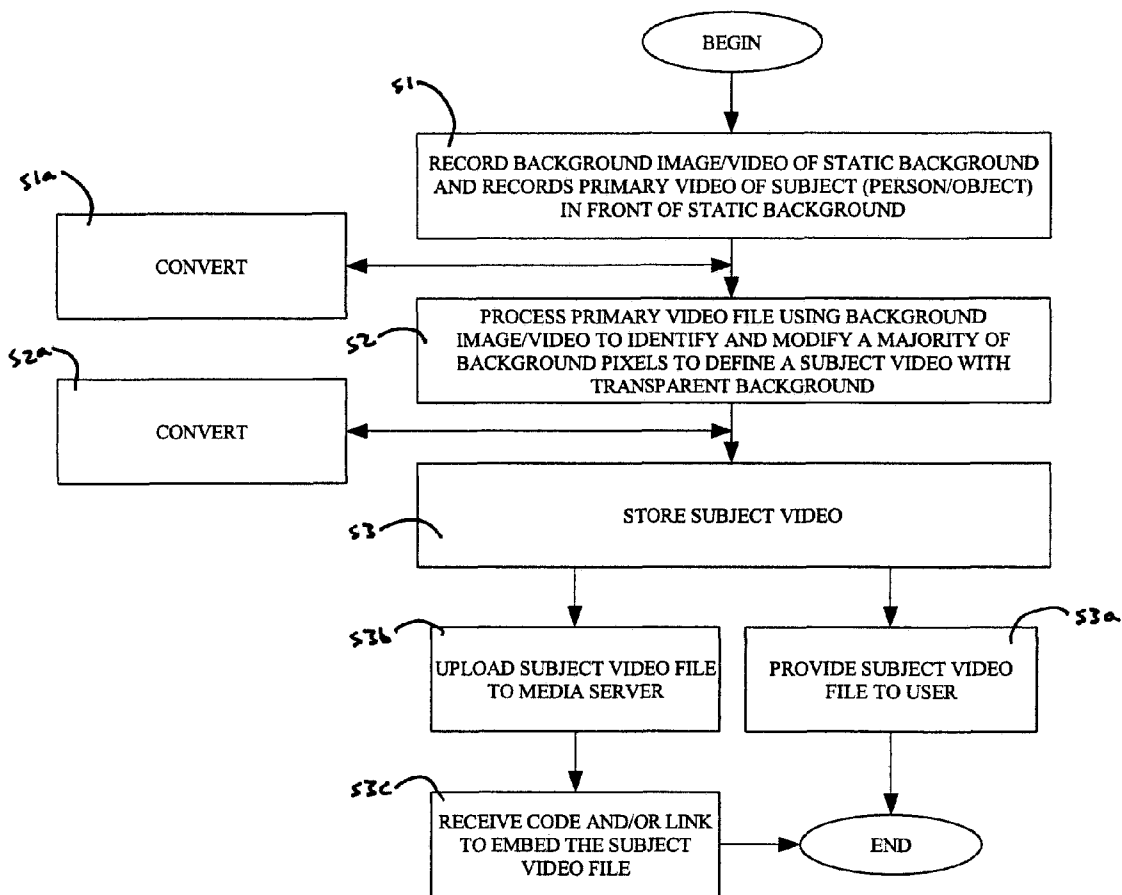 BEGIN
S1
RECORD BACKGROUND IMAGE/VIDEO OF STATIC BACKGROUND
AND RECORDS PRIMARY VIDEO OF SUBJECT (PERSON/OBJECT)
IN FRONT OF STATIC BACKGROUND
S1a
CONVERT
S2
PROCESS PRIMARY VIDEO FILE USING BACKGROUND
IMAGE/VIDEO TO IDENTIFY AND MODIFY A MAJORITY OF
BACKGROUND PIXELS TO DEFINE A SUBJECT VIDEO WITH
TRANSPARENT BACKGROUND
S2a
CONVERT
S3
STORE SUBJECT VIDEO
S3b
UPLOAD SUBJECT VIDEO FILE
TO MEDIA SERVER
S3a
PROVIDE SUBJECT VIDEO
FILE TO USER
S3c
RECEIVE CODE AND/OR LINK
TO EMBED THE SUBJECT
VIDEO FILE
END